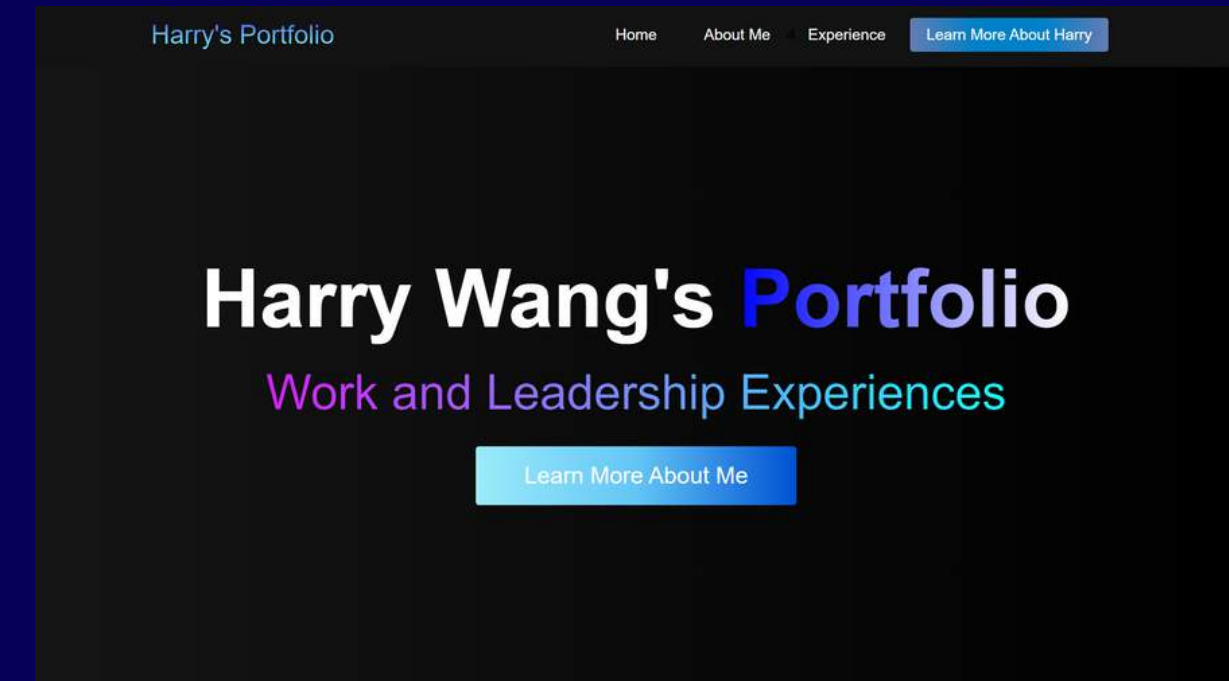 Harry's Portfolio
Home About Me Experience Learn More About Harry
Harry Wang's Portfolio
Work and Leadership Experiences
Learn More About Me